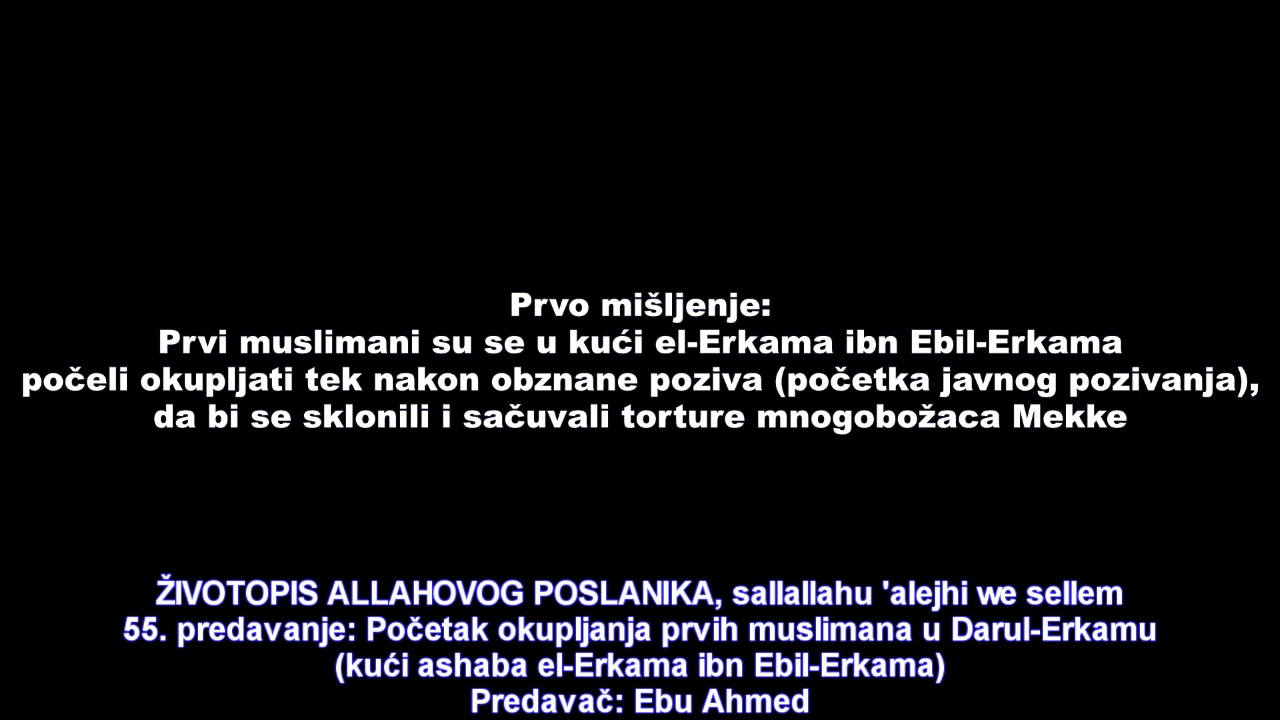 Prvo mišljenje:
Prvi muslimani su se u kući el-Erkama ibn Ebil-Erkama
počeli okupljati tek nakon obznane poziva (početka javnog pozivanja),
da bi se sklonili i sačuvali torture mnogobožaca Mekke
ŽIVOTOPIS ALLAHOVOG POSLANIKA, sallallahu 'alejhi we sellem
55. predavanje: Početak okupljanja prvih muslimana u Darul-Erkamu
(kući ashaba el-Erkama ibn Ebil-Erkama)
Predavač: Ebu Ahmed